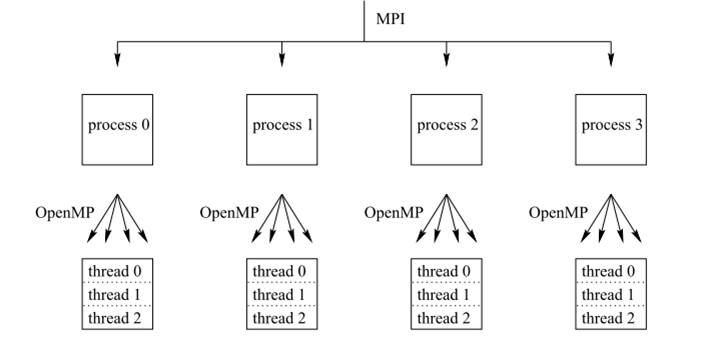 MPI
process 0
process 1
process 2
process 3
OpenMP
OpenMP
OpenMP
OpenMP
thread 0
thread 1
thread 2
thread 0
thread 1
thread 2
thread 0
thread 1
thread 2
thread 0
thread 1
thread 2